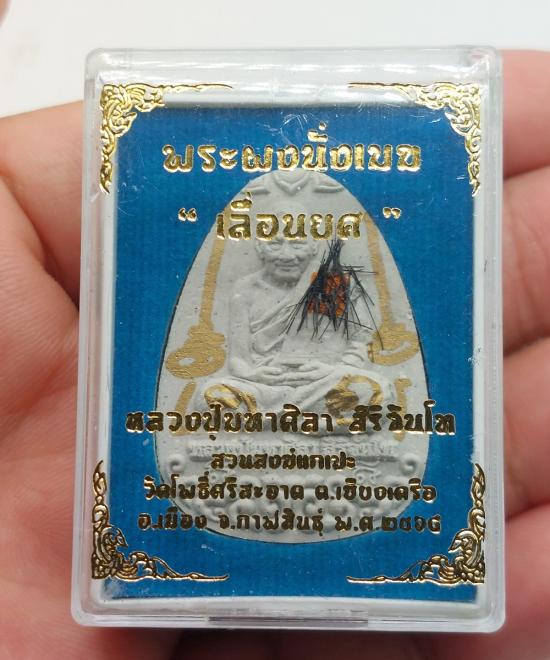 พระผงนั่งเมฆ
“ เลื่อนยศ ”
หลวงปู่มหาศิลา สิริจันโท
สวนสงฆ์แกเปะ
วัดโพธิ์ศรีสะอาด ต.เชียงเครือ
อ.เมือง จ.กาฬสินธุ์ พ.ศ.๒๕๖๔